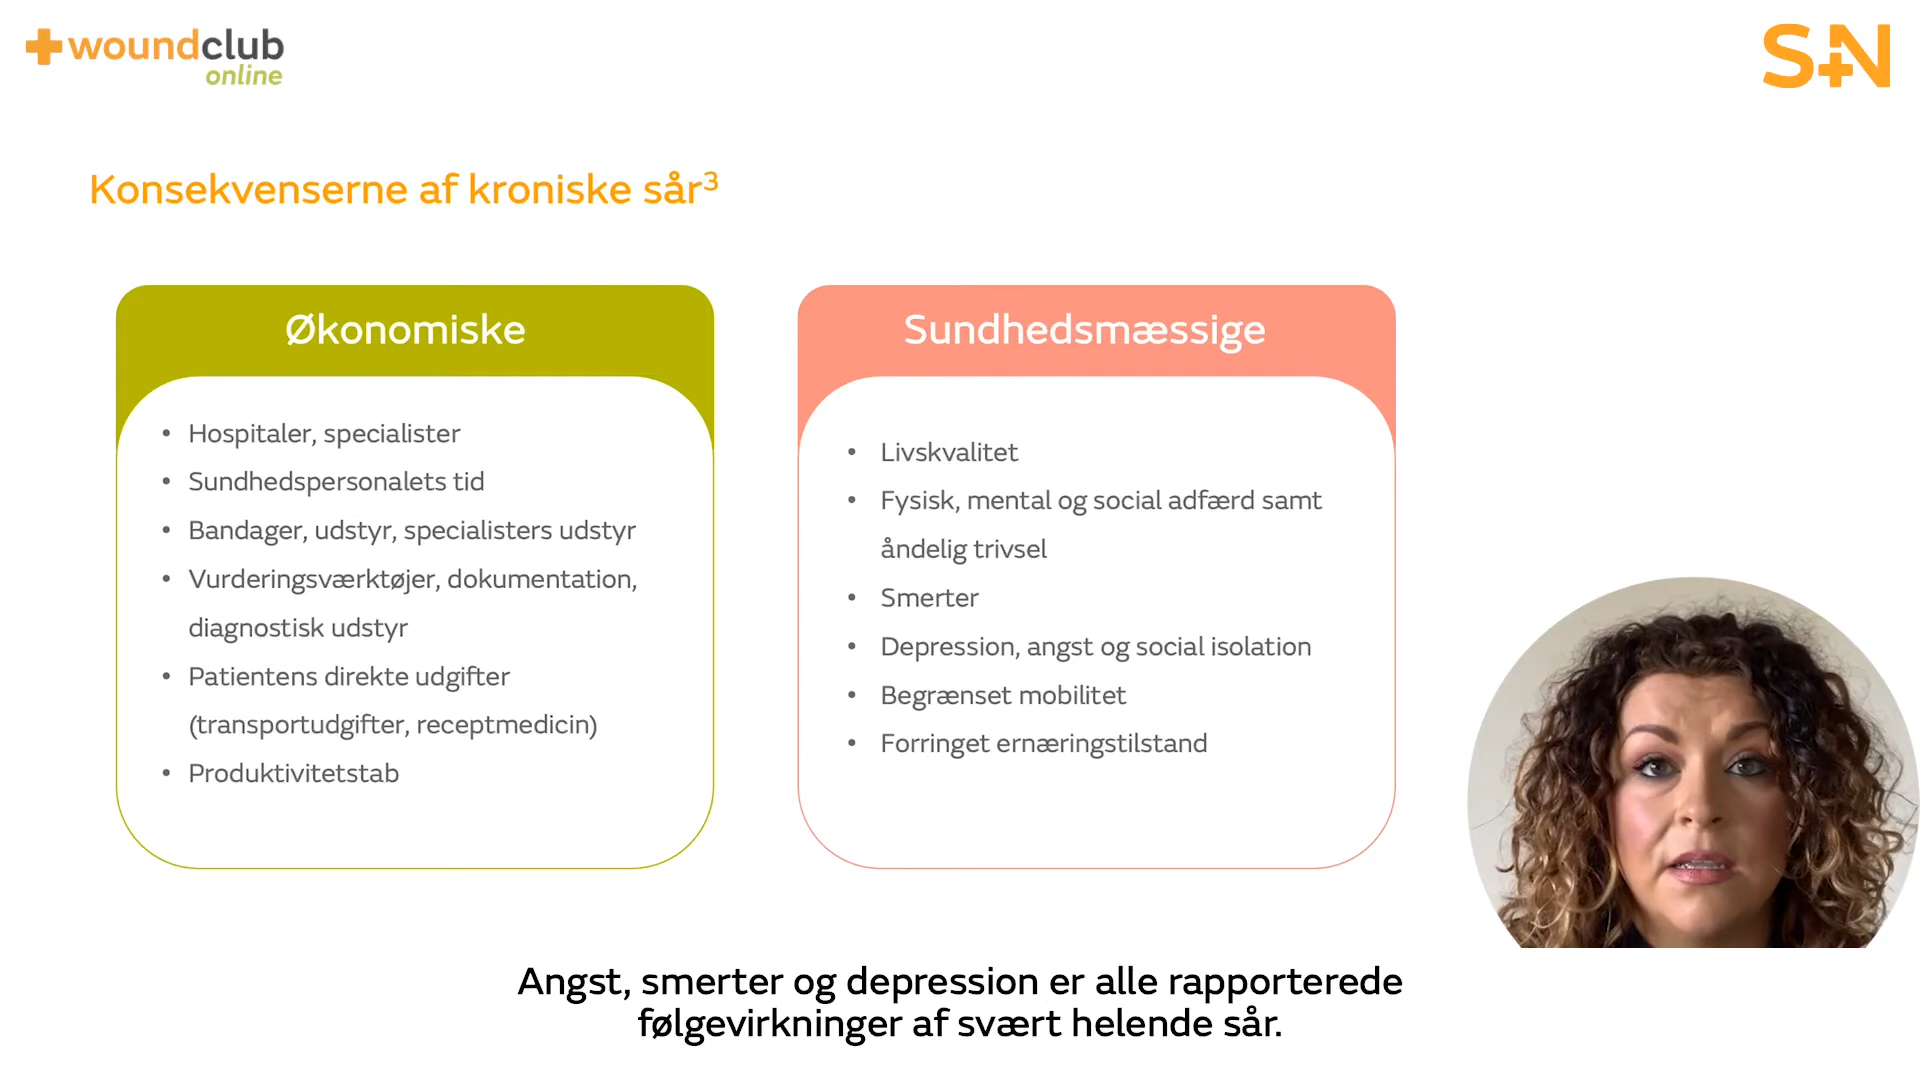 woundclub
online
S+N
Konsekvenserne af kroniske sår³
Økonomiske
• Hospitaler, specialister
• Sundhedspersonalets tid
• Bandager, udstyr, specialisters udstyr
• Vurderingsværktøjer, dokumentation,
diagnostisk udstyr
• Patientens direkte udgifter
(transportudgifter, receptmedicin)
• Produktivitetstab
Sundhedsmæssige
• Livskvalitet
• Fysisk, mental og social adfærd samt
åndelig trivsel
• Smerter
• Depression, angst og social isolation
• Begrænset mobilitet
• Forringet ernæringstilstand
Angst, smerter og depression er alle rapporterede
følgevirkninger af svært helende sår.